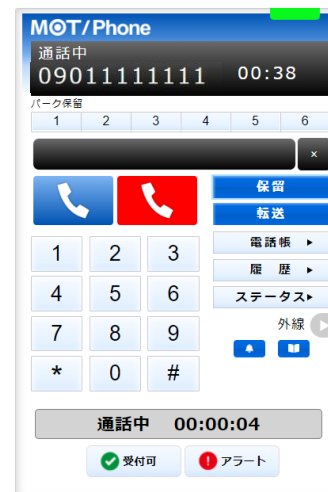 MOT/Phone
通話中
09011111111 00:38
パーク保留
1 2 3 4 5 6
×
保留
転送
電話帳 ▶
履 歴 ▶
ステータス▶
1 2 3
4 5 6
7 8 9
* 0 #
外線
通話中 00:00:04
受付可 アラート